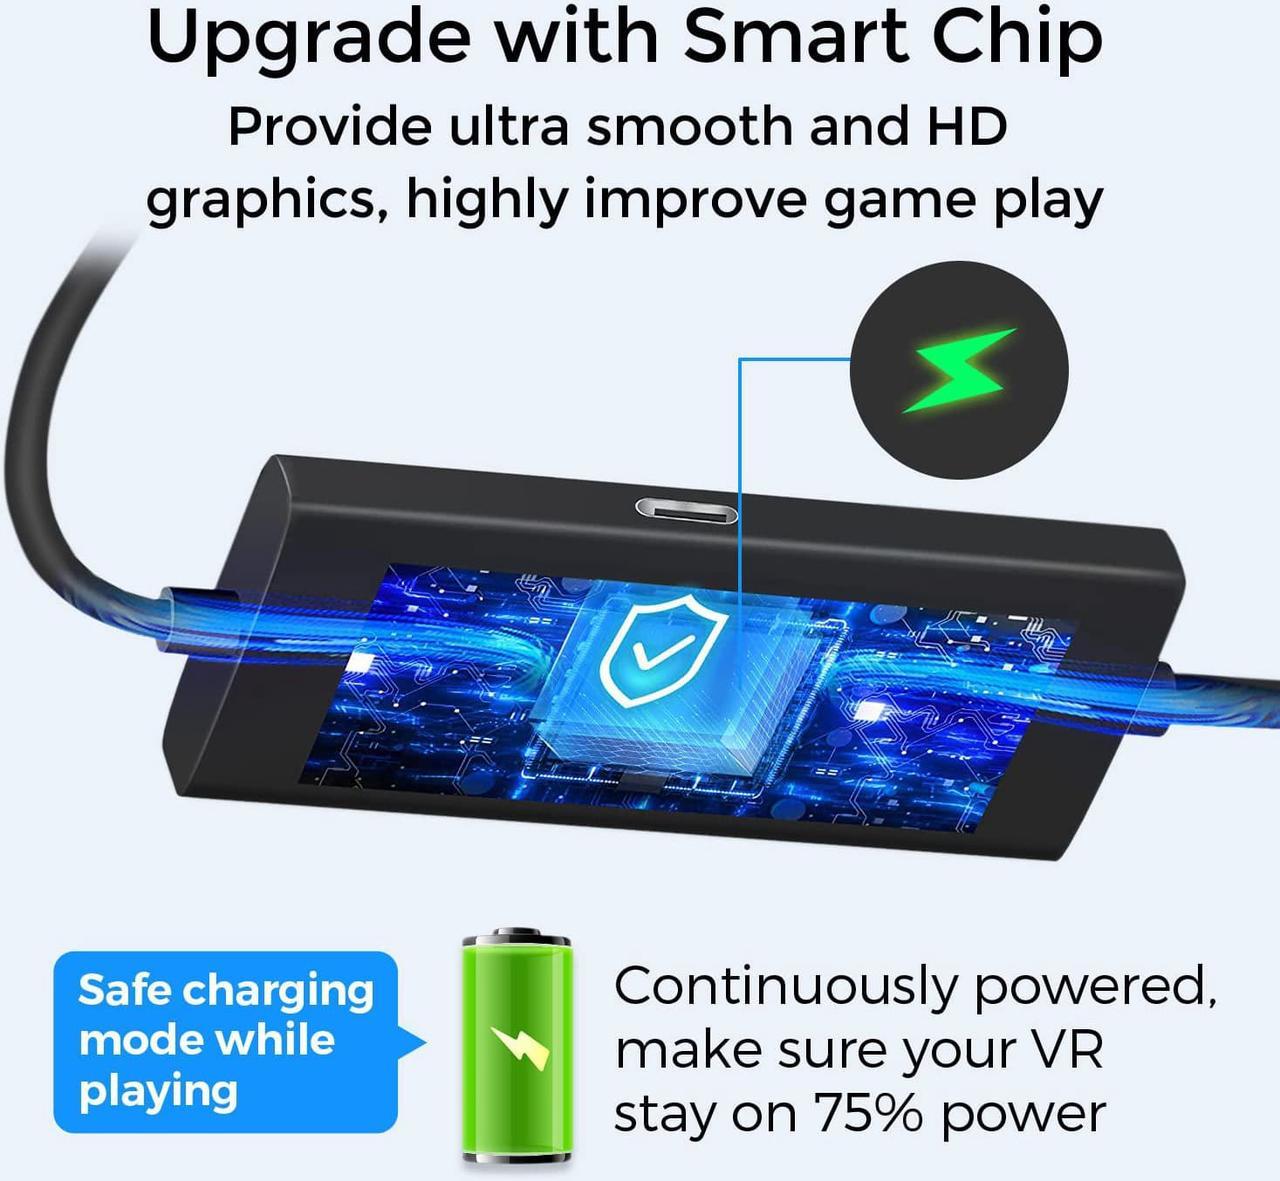 Upgrade with Smart Chip
Provide ultra smooth and HD
graphics, highly improve game play
Safe charging
mode while
playing
Continuously powered,
make sure your VR
stay on 75% power